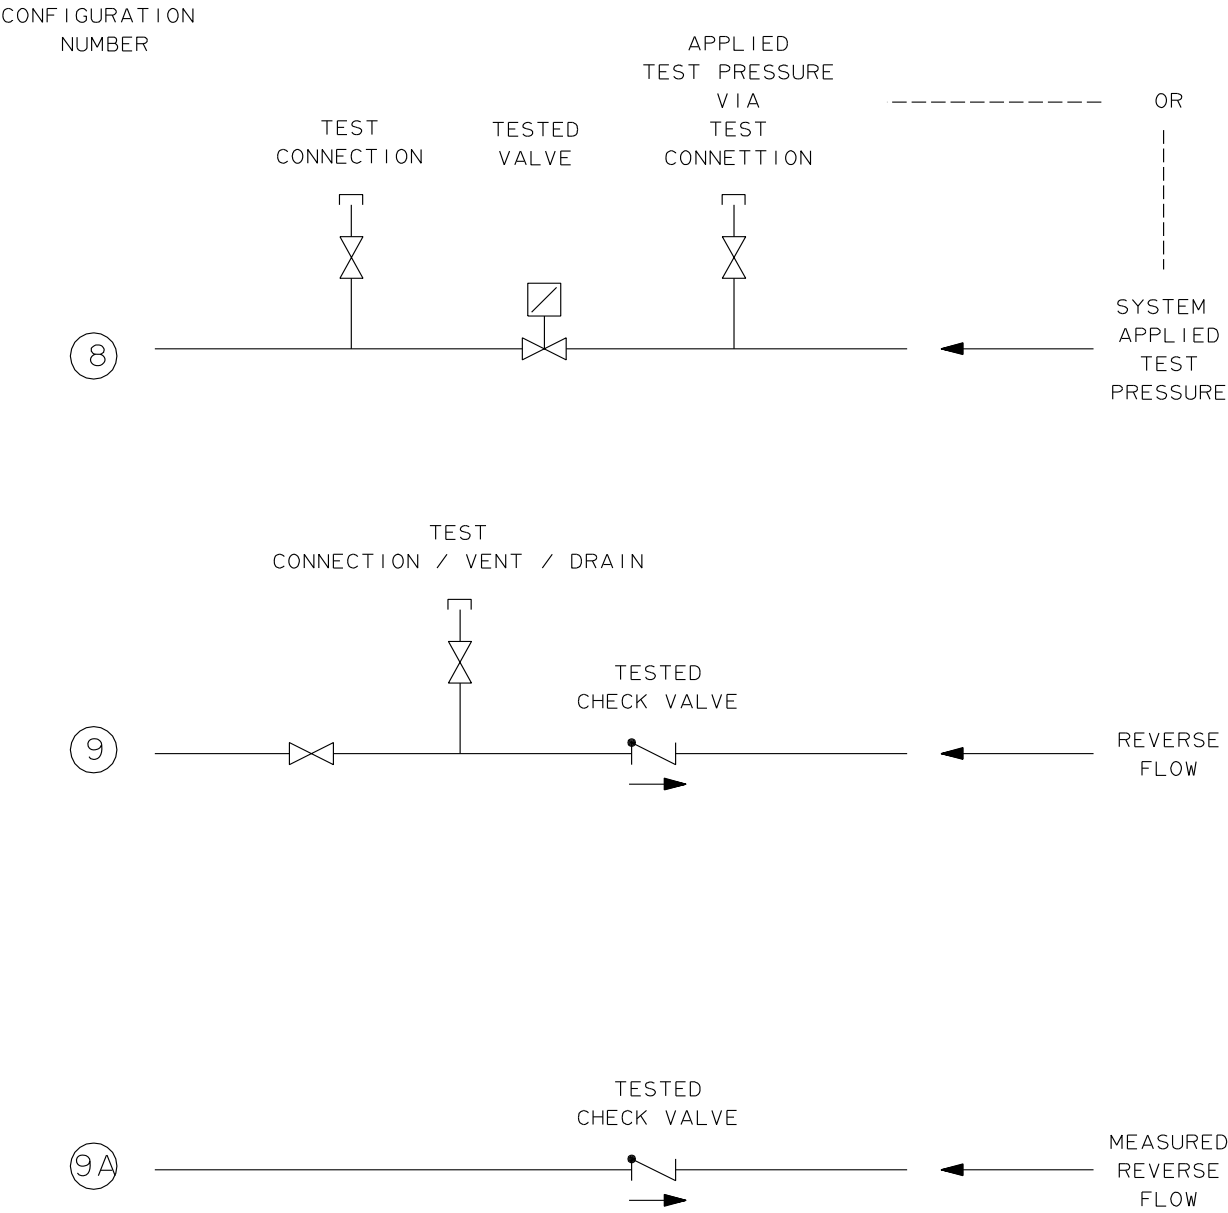 CONFIGURATION
NUMBER
APPLIED
TEST PRESSURE
VIA
TEST
CONNETTION
OR
TEST
CONNECTION
TESTED
VALVE
8
SYSTEM
APPLIED
TEST
PRESSURE
TEST
CONNECTION / VENT / DRAIN
TESTED
CHECK VALVE
9
REVERSE
FLOW
TESTED
CHECK VALVE
9A
MEASURED
REVERSE
FLOW